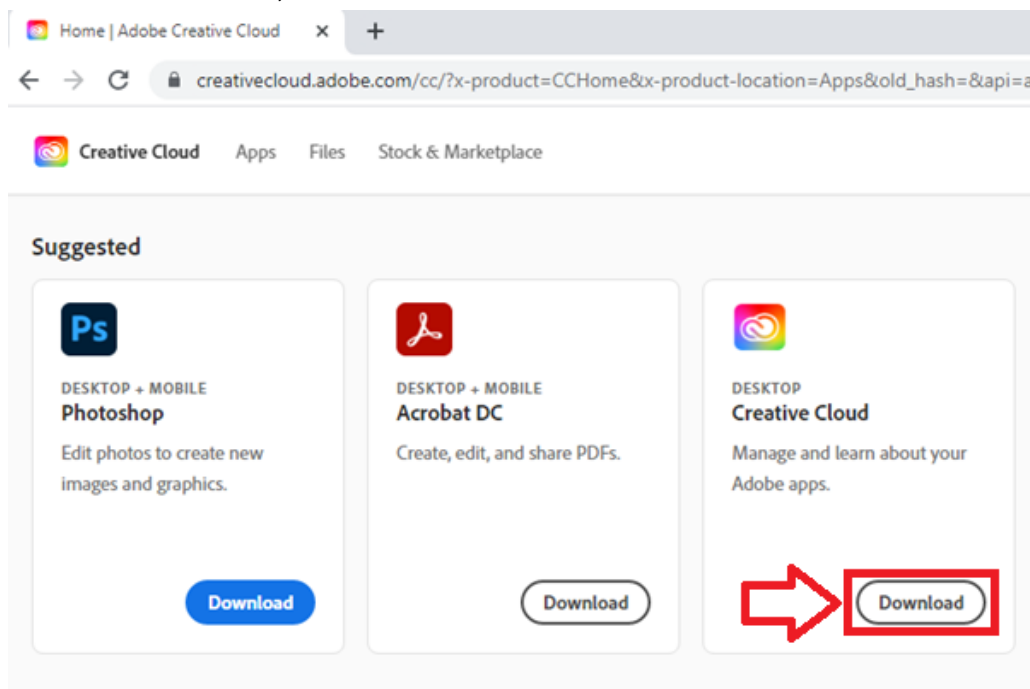 Home | Adobe Creative Cloud
creativecloud.adobe.com/cc/?x-product=CCHome&x-product-location=Apps&old_hash=&api=a
Creative Cloud Apps Files Stock & Marketplace
Suggested
Ps
DESKTOP + MOBILE
Photoshop
Edit photos to create new
images and graphics.
Download
DESKTOP + MOBILE
Acrobat DC
Create, edit, and share PDFs.
Download
DESKTOP
Creative Cloud
Manage and learn about your
Adobe apps.
Download